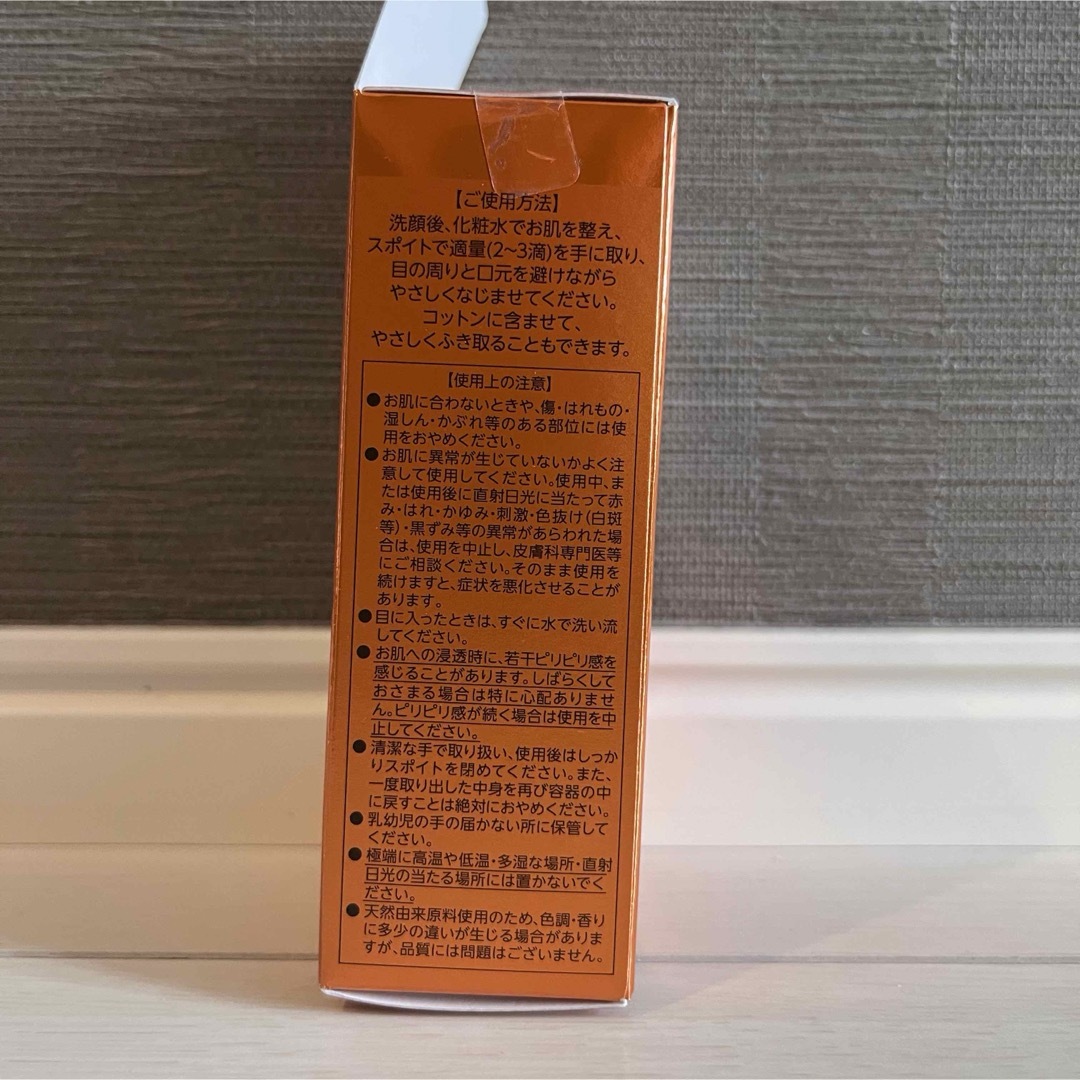 【ご使用方法】
洗顔後、化粧水でお肌を整え、
スポイトで適量(2~3滴)を手に取り、
目の周りと口元を避けながら
やさしくなじませてください。
コットンに含ませて、
やさしくふき取ることもできます。
【使用上の注意】
●お肌に合わないときや、傷・はれもの・
湿しん・かぶれ等のある部位には使
用をおやめください。
●お肌に異常が生じていないかよく注
意して使用してください。使用中、ま
たは使用後に直射日光に当たって赤
み・はれ・かゆみ・刺激・色抜け(白斑
等)・黒ずみ等の異常があらわれた場
合は、使用を中止し、皮膚科専門医等
にご相談ください。そのまま使用を
続けますと、症状を悪化させることが
あります。
●目に入ったときは、すぐに水で洗い流
してください。
●お肌への浸透時に、若干ピリピリ感を
感じることがあります。しばらくして
おさまる場合は特に心配ありませ
ん。ピリピリ感が続く場合は使用を中
止してください。
●清潔な手で取り扱い、使用後はしっか
りスポイトを閉めてください。また、
一度取り出した中身を再び容器の中
に戻すことは絶対におやめください。
●乳幼児の手の届かない所に保管して
ください。
●極端に高温や低温・多湿な場所・直射
日光の当たる場所には置かないでく
ださい。
●天然由来原料使用のため、色調・香り
に多少の違いが生じる場合がありま
すが、品質には問題はございません。